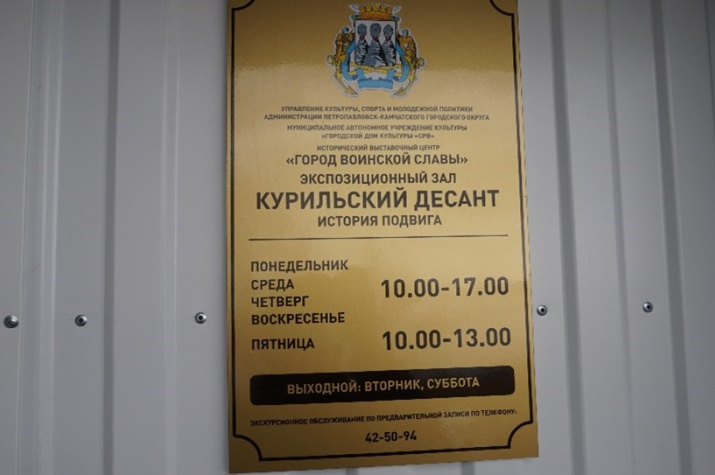 УПРАВЛЕНИЕ КУЛЬТУРЫ, СПОРТА И МОЛОДЕЖНОЙ ПОЛИТИКИ
АДМИНИСТРАЦИИ ПЕТРОПАВЛОВСК-КАМЧАТСКОГО ГОРОДСКОГО ОКРУГА
МУНИЦИПАЛЬНОЕ АВТОНОМНОЕ УЧРЕЖДЕНИЕ КУЛЬТУРЫ
«ГОРОДСКОЙ ДОМ КУЛЬТУРЫ «СРВ»
ИСТОРИЧЕСКИЙ ВЫСТАВОЧНЫЙ ЦЕНТР
«ГОРОД ВОИНСКОЙ СЛАВЫ»
ЭКСПОЗИЦИОННЫЙ ЗАЛ
КУРИЛЬСКИЙ ДЕСАНТ
ИСТОРИЯ ПОДВИГА
ПОНЕДЕЛЬНИК
СРЕДА
ЧЕТВЕРГ
ВОСКРЕСЕНЬЕ
10.00-17.00
ПЯТНИЦА 10.00-13.00
ВЫХОДНОЙ: ВТОРНИК, СУББОТА
ЭКСКУРСИОННОЕ ОБСЛУЖИВАНИЕ ПО ПРЕДВАРИТЕЛЬНОЙ ЗАПИСИ ПО ТЕЛЕФОНУ:
42-50-94